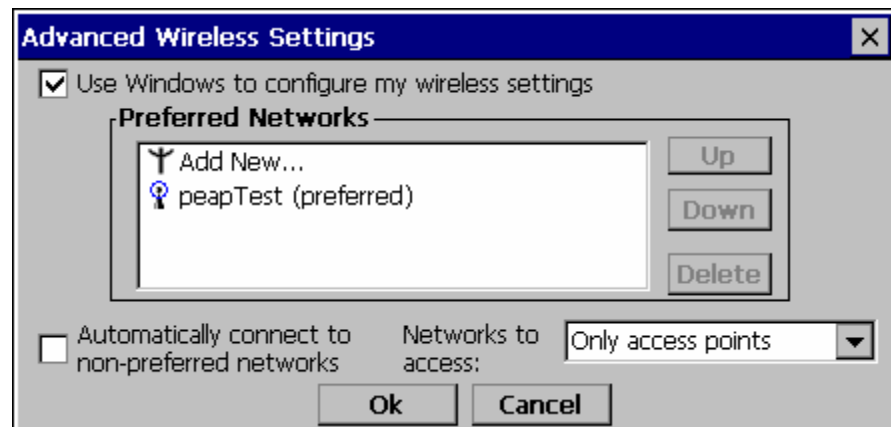 Advanced Wireless Settings
Use Windows to configure my wireless settings
Preferred Networks
Add New...
peapTest (preferred)
Up
Down
Delete
Automatically connect to
non-preferred networks
Networks to
access:
Only access points
Ok
Cancel